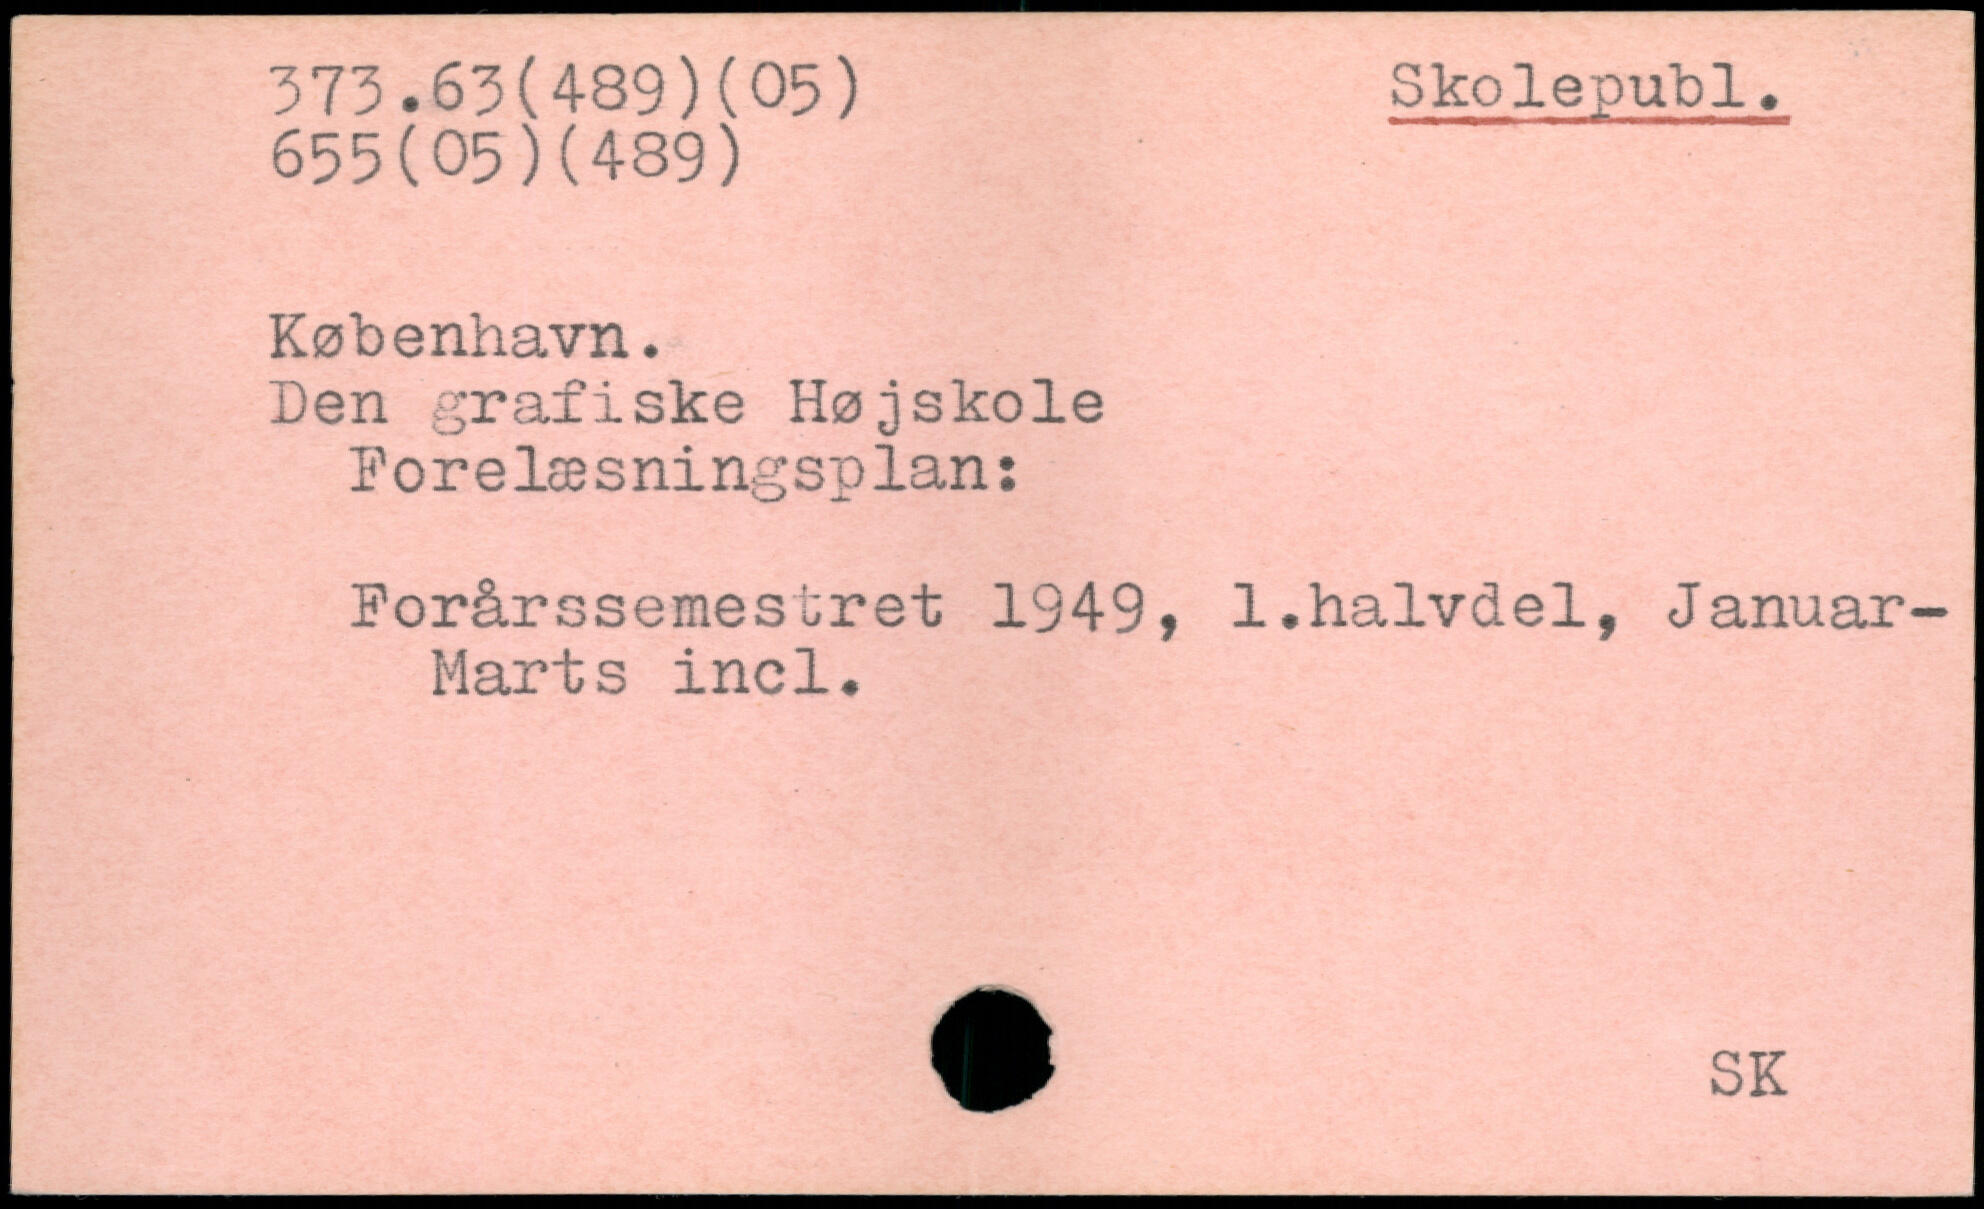 373.63(489)(05) Skolepubl.
655(05)(489)
København.
Den grafiske Højskole
Forelæsningsplan:
Forårssemestret 1949, 1.halvdel, Januar-
Marts incl.
SK